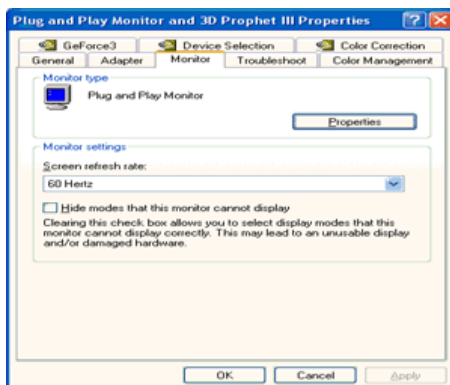 Plug and Play Monitor and 3D Prophet III Properties
GeForce3 Device Selection Color Correction
General Adapter Monitor Troubleshoot Color Management
Monitor type
Plug and Play Monitor
Properties
Monitor settings
Screen refresh rate:
60 Hertz
Hide modes that this monitor cannot display
Clearing this check box allows you to select display modes that this
monitor cannot display correctly. This may lead to an unusable display
and/or damaged hardware.
OK Cancel Apply